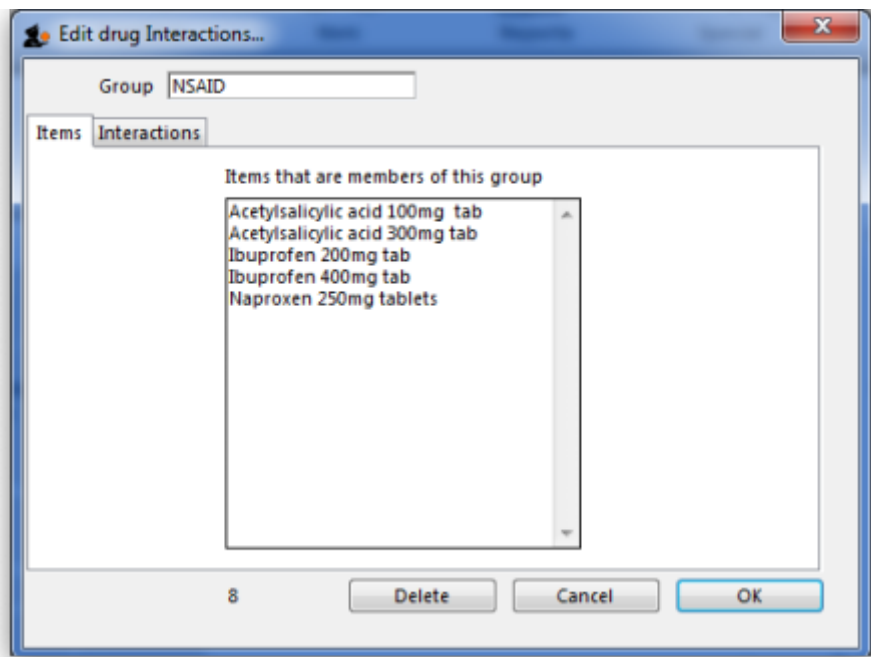 Edit drug Interactions...
Group NSAID
Items Interactions
Items that are members of this group
Acetylsalicylic acid 100mg  tab
Acetylsalicylic acid 300mg tab
Ibuprofen 200mg tab
Ibuprofen 400mg tab
Naproxen 250mg tablets
8 Delete Cancel OK